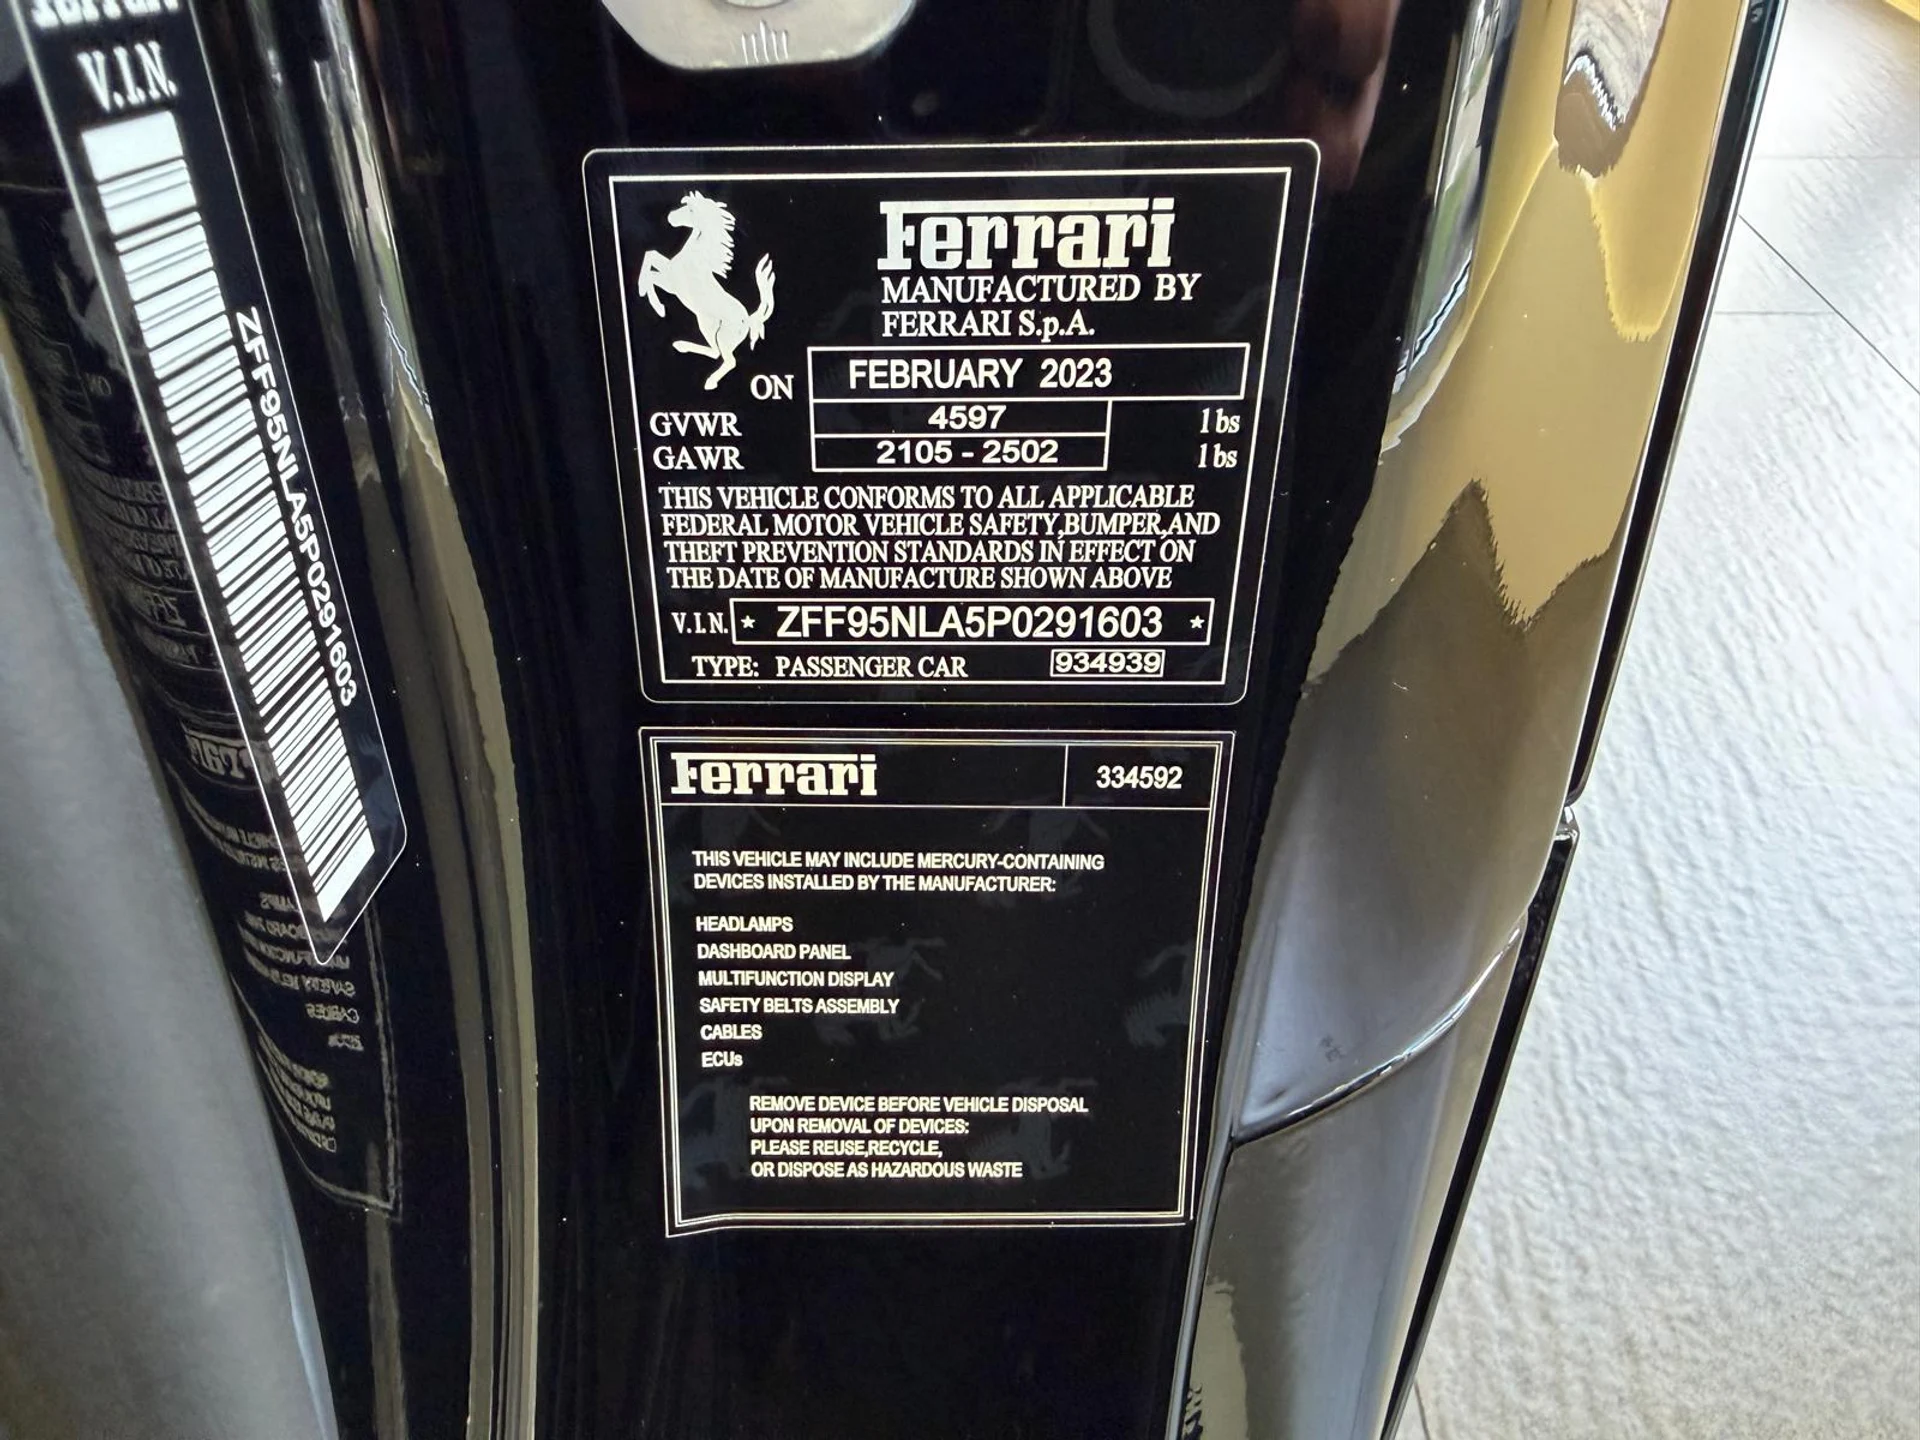 Ferrari
V.I.N.
ZFF95NLA5P0291603
Ferrari
MANUFACTURED BY
FERRARI S.p.A.
ON FEBRUARY 2023
GVWR 4597 lbs
GAWR 2105 - 2502 lbs
THIS VEHICLE CONFORMS TO ALL APPLICABLE
FEDERAL MOTOR VEHICLE SAFETY,BUMPER,AND
THEFT PREVENTION STANDARDS IN EFFECT ON
THE DATE OF MANUFACTURE SHOWN ABOVE
V.I.N. * ZFF95NLA5P0291603 *
TYPE: PASSENGER CAR 934939
Ferrari 334592
THIS VEHICLE MAY INCLUDE MERCURY-CONTAINING
DEVICES INSTALLED BY THE MANUFACTURER:
HEADLAMPS
DASHBOARD PANEL
MULTIFUNCTION DISPLAY
SAFETY BELTS ASSEMBLY
CABLES
ECUs
REMOVE DEVICE BEFORE VEHICLE DISPOSAL
UPON REMOVAL OF DEVICES:
PLEASE REUSE,RECYCLE,
OR DISPOSE AS HAZARDOUS WASTE